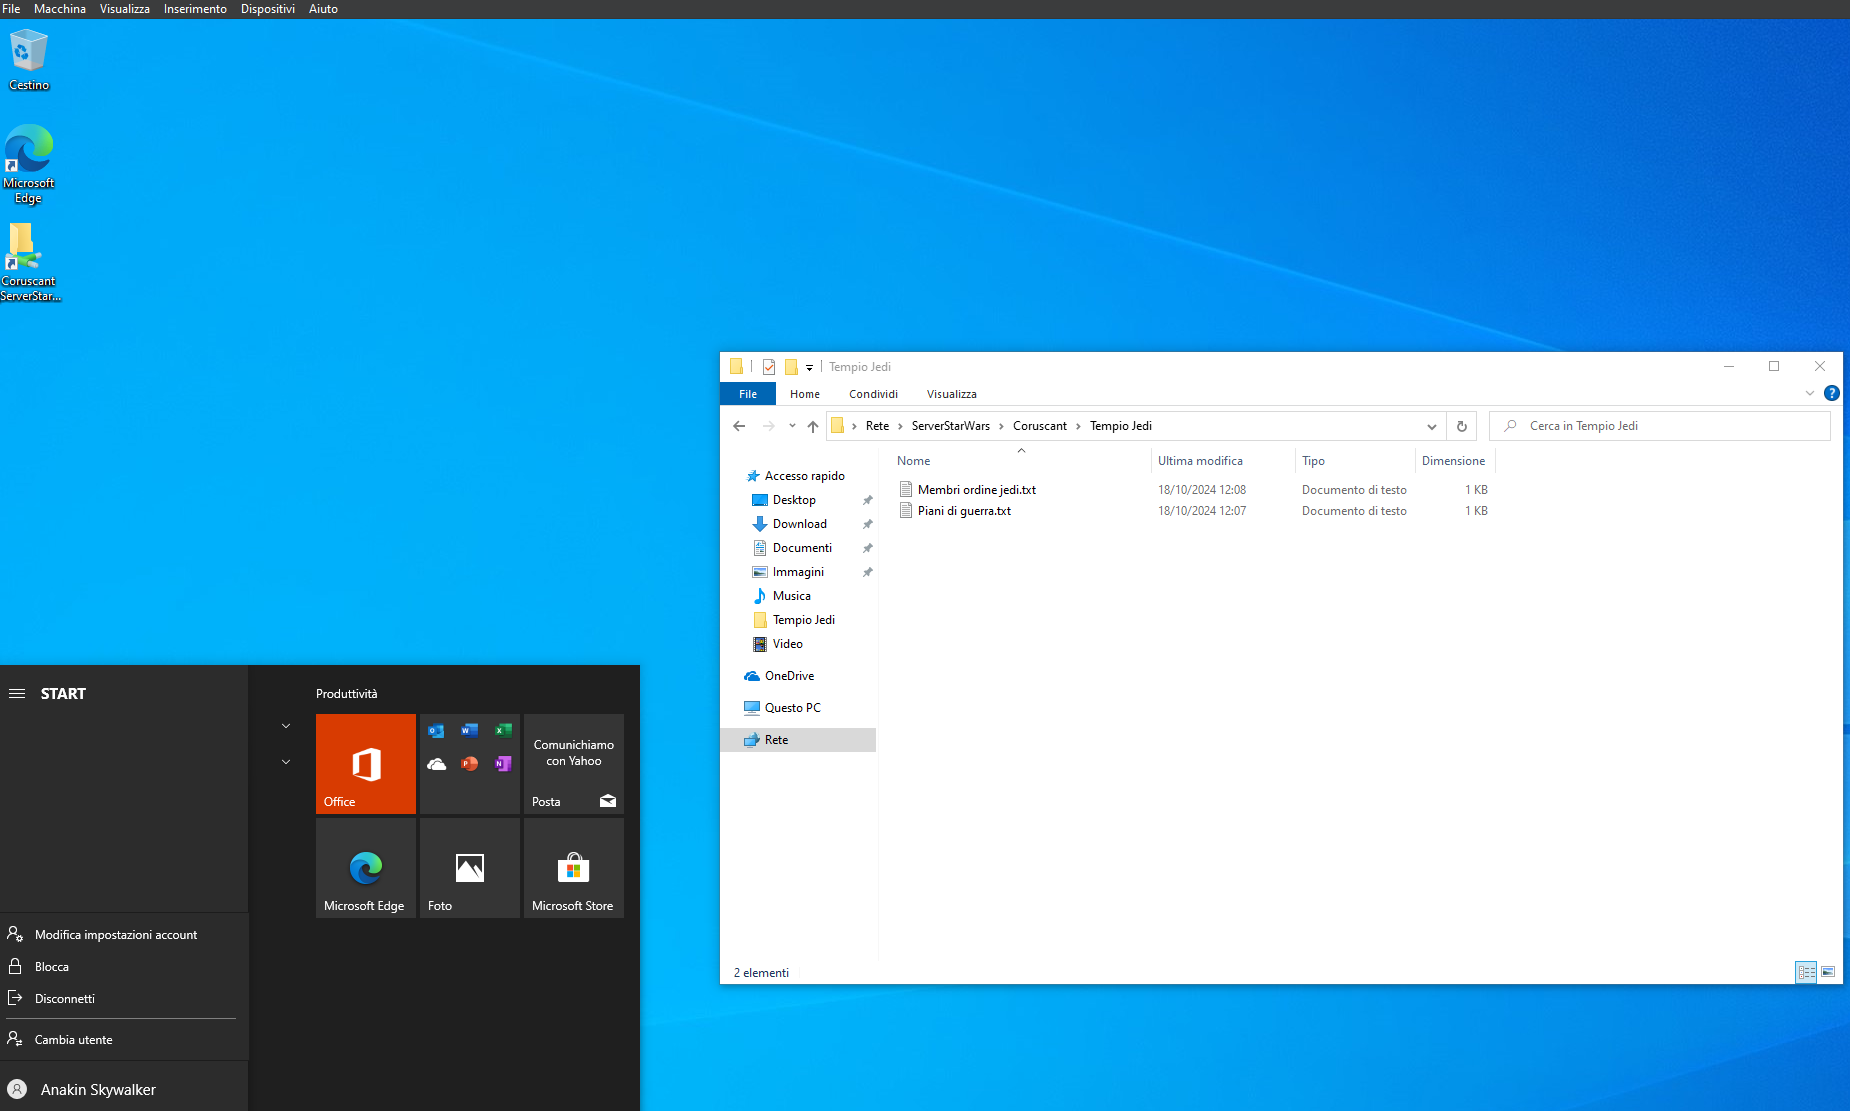 File Macchina Visualizza Inserimento Dispositivi Aiuto
Cestino
Microsoft
Edge
Coruscant
ServerStar...
Tempio Jedi
File Home Condividi Visualizza
Rete ServerStarWars Coruscant Tempio Jedi
Cerca in Tempio Jedi
Accesso rapido
Desktop
Download
Documenti
Immagini
Musica
Tempio Jedi
Video
OneDrive
Questo PC
Rete
Nome Ultima modifica Tipo Dimensione
Membri ordine jedi.txt 18/10/2024 12:08 Documento di testo 1 KB
Piani di guerra.txt 18/10/2024 12:07 Documento di testo 1 KB
2 elementi
START
Produttività
Office
Comunichiamo
con Yahoo
Posta
Microsoft Edge
Foto
Microsoft Store
Modifica impostazioni account
Blocca
Disconnetti
Cambia utente
Anakin Skywalker